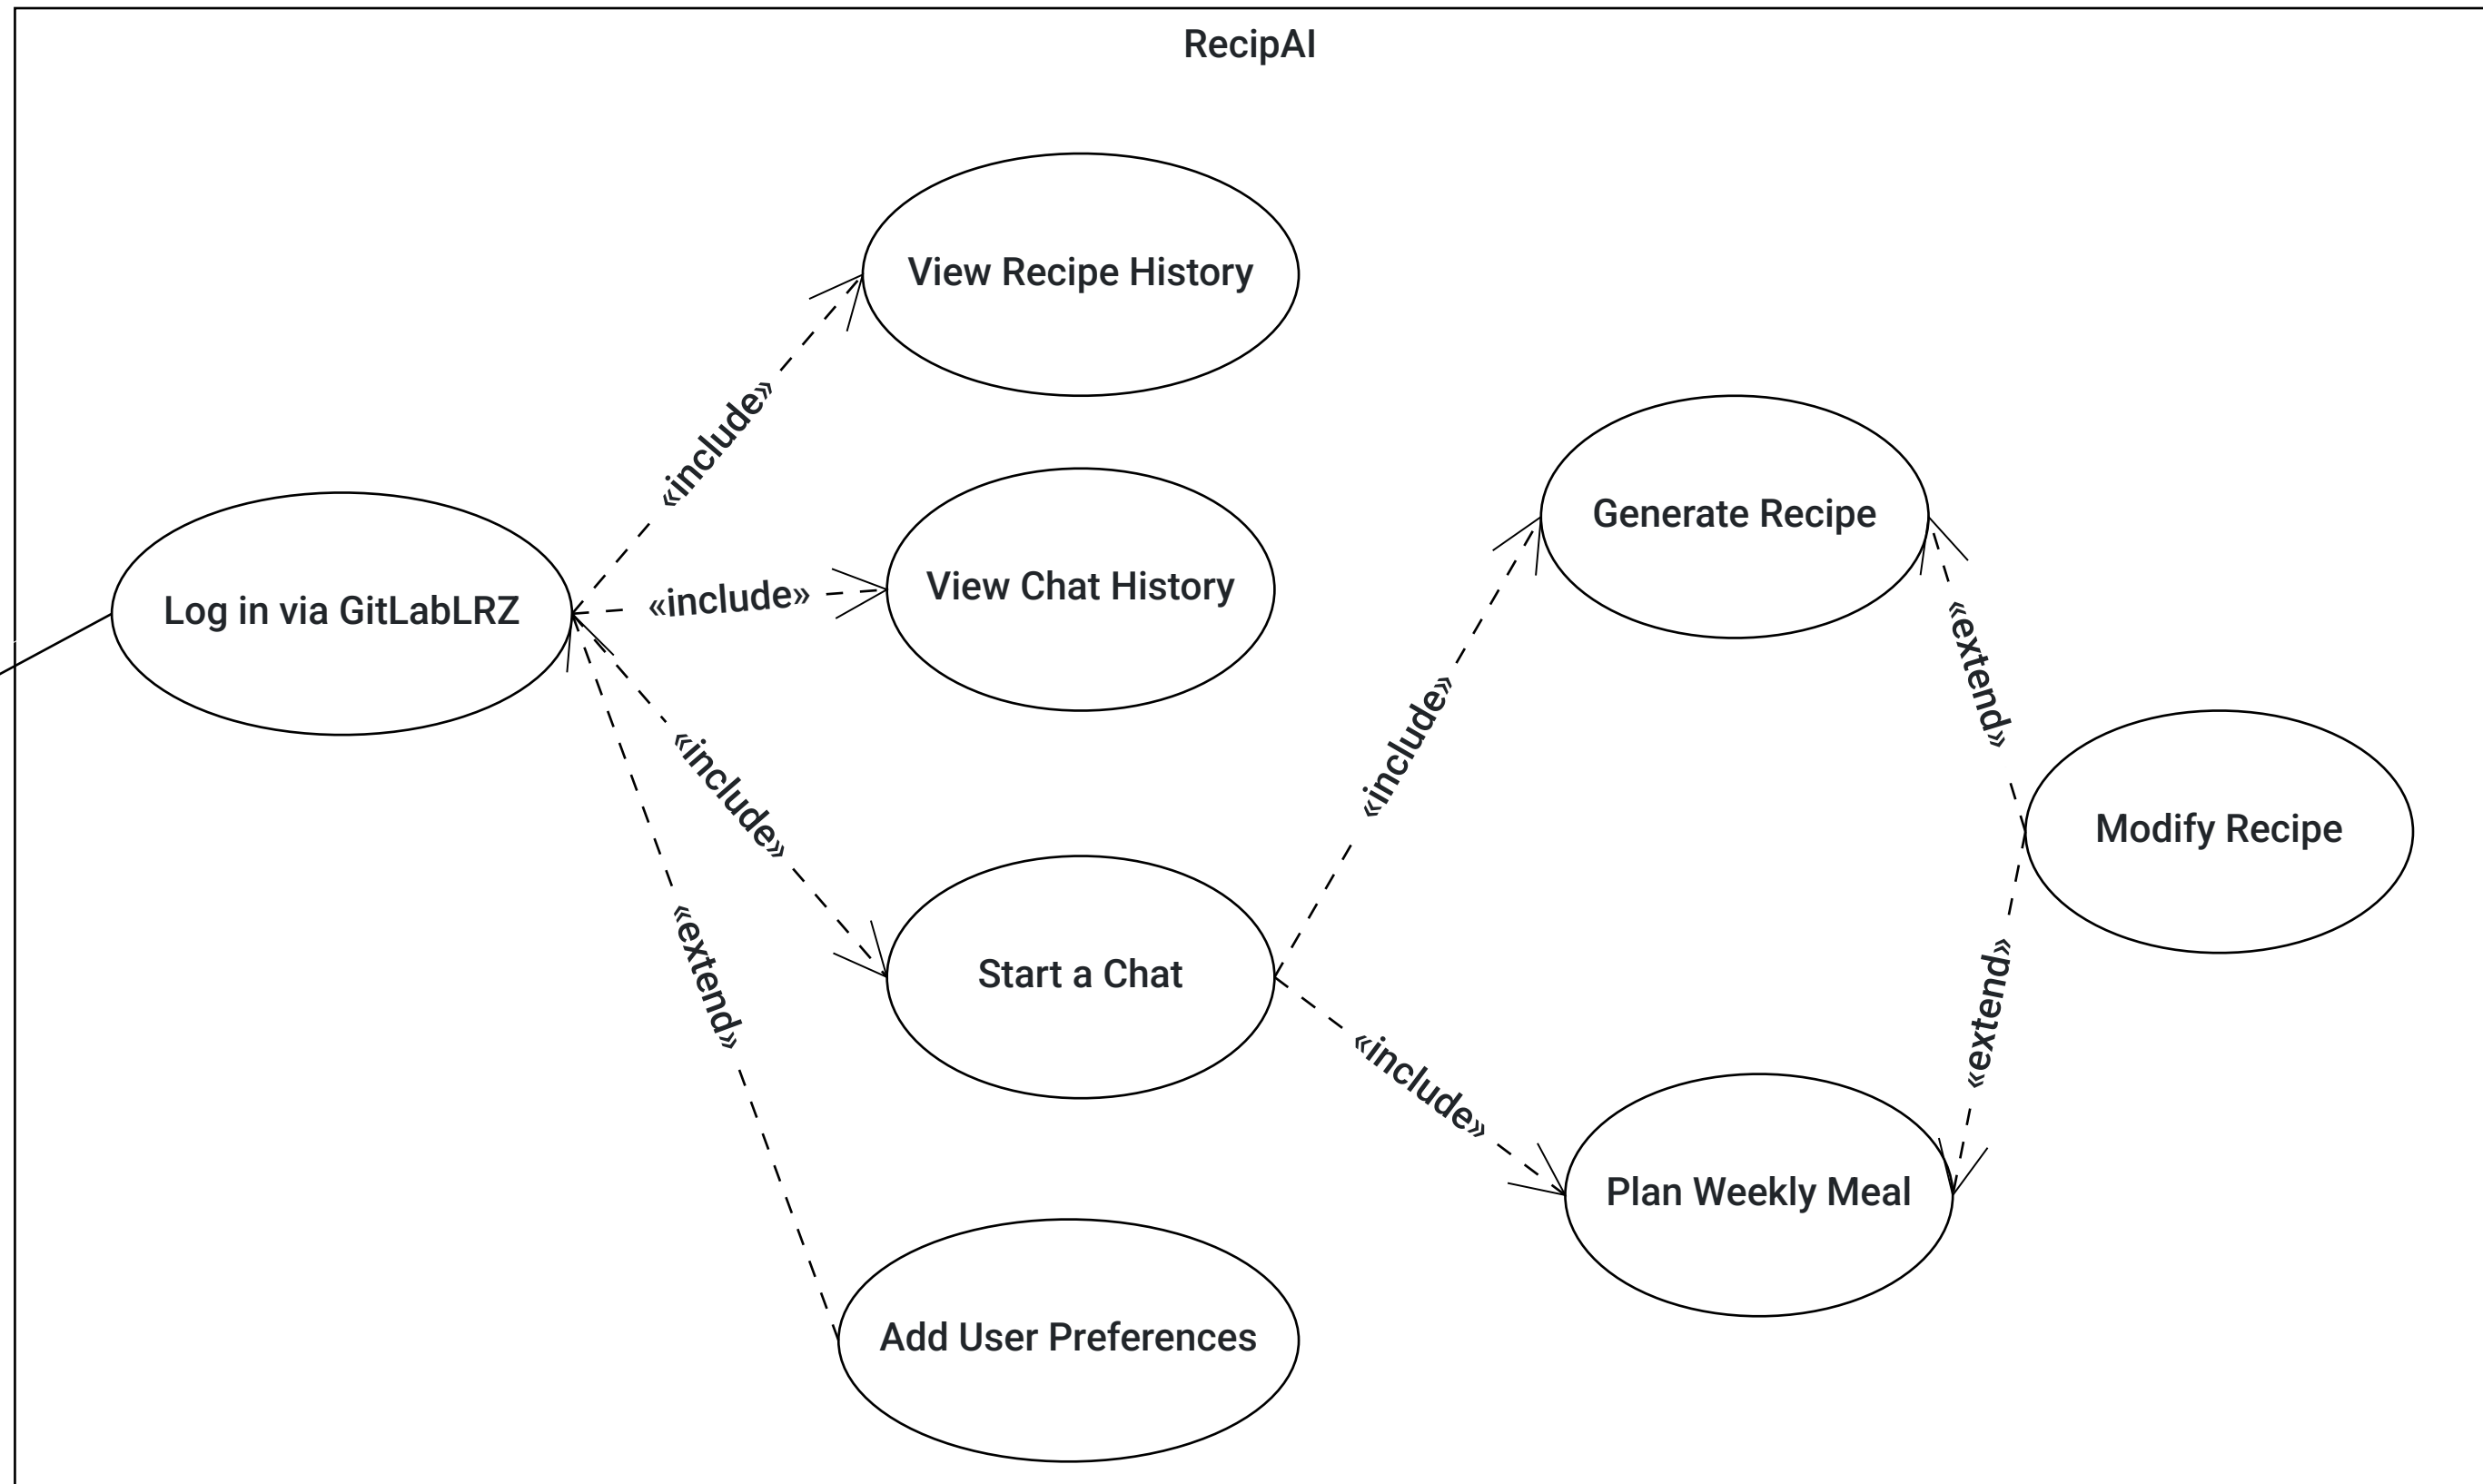 RecipAI
View Recipe History
«include»
Generate Recipe
View Chat History
«include»
Log in via GitLabLRZ
«extend»
«include»
«include»
Modify Recipe
Start a Chat
«extend»
«extend»
«include»
Plan Weekly Meal
Add User Preferences